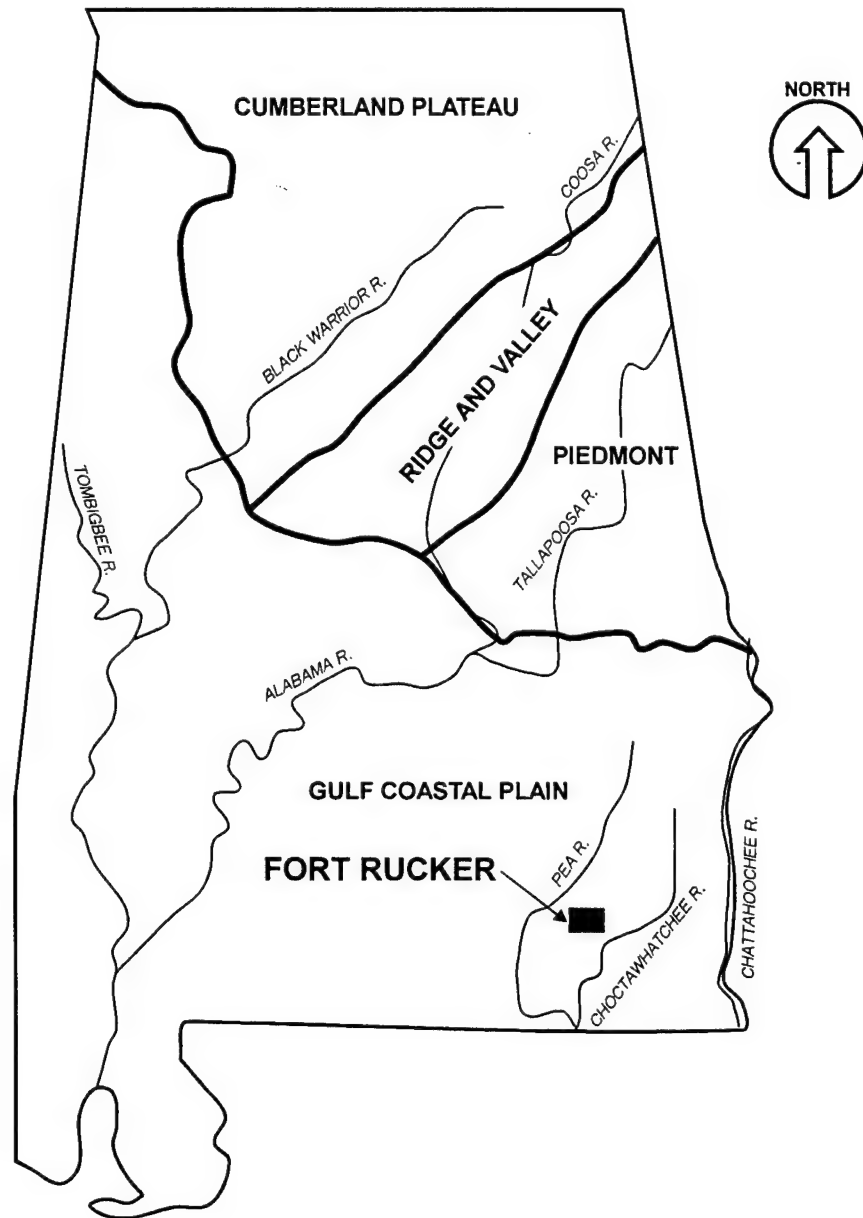 NORTH
CUMBERLAND PLATEAU
COOSA R.
BLACK WARRIOR R.
RIDGE AND VALLEY
PIEDMONT
TOMBIGBEE R.
TALLAPOOSA R.
ALABAMA R.
GULF COASTAL PLAIN
FORT RUCKER
PEA R.
CHOCTAWHATCHEE R.
CHATTAHOOCHEE R.